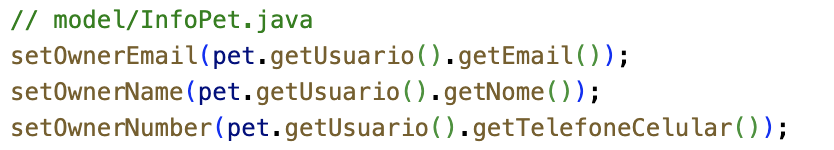 // model/InfoPet.java
setOwnerEmail(pet.getUsuario().getEmail());
setOwnerName(pet.getUsuario().getNome());
setOwnerNumber(pet.getUsuario().getTelefoneCelular());